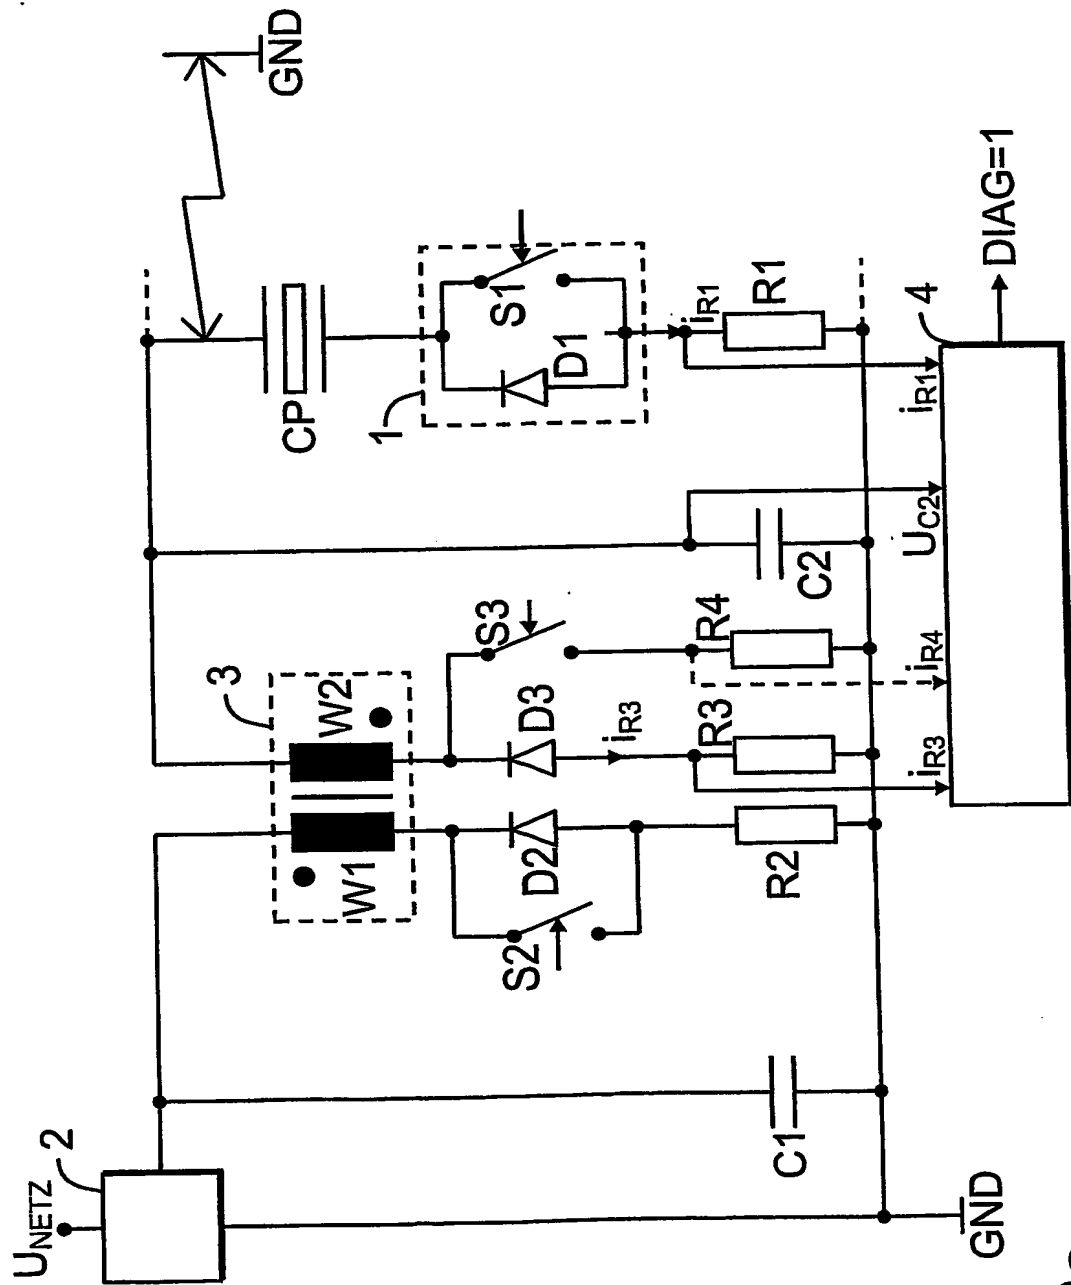 U_NETZ
2
C1
GND
S2
W1
D2
R2
3
W2
D3
i_R3
R3
i_R3
S3
R4
i_R4
C2
U_C2
CP
1
D1
S1
i_R1
R1
i_R1
4
DIAG=1
GND